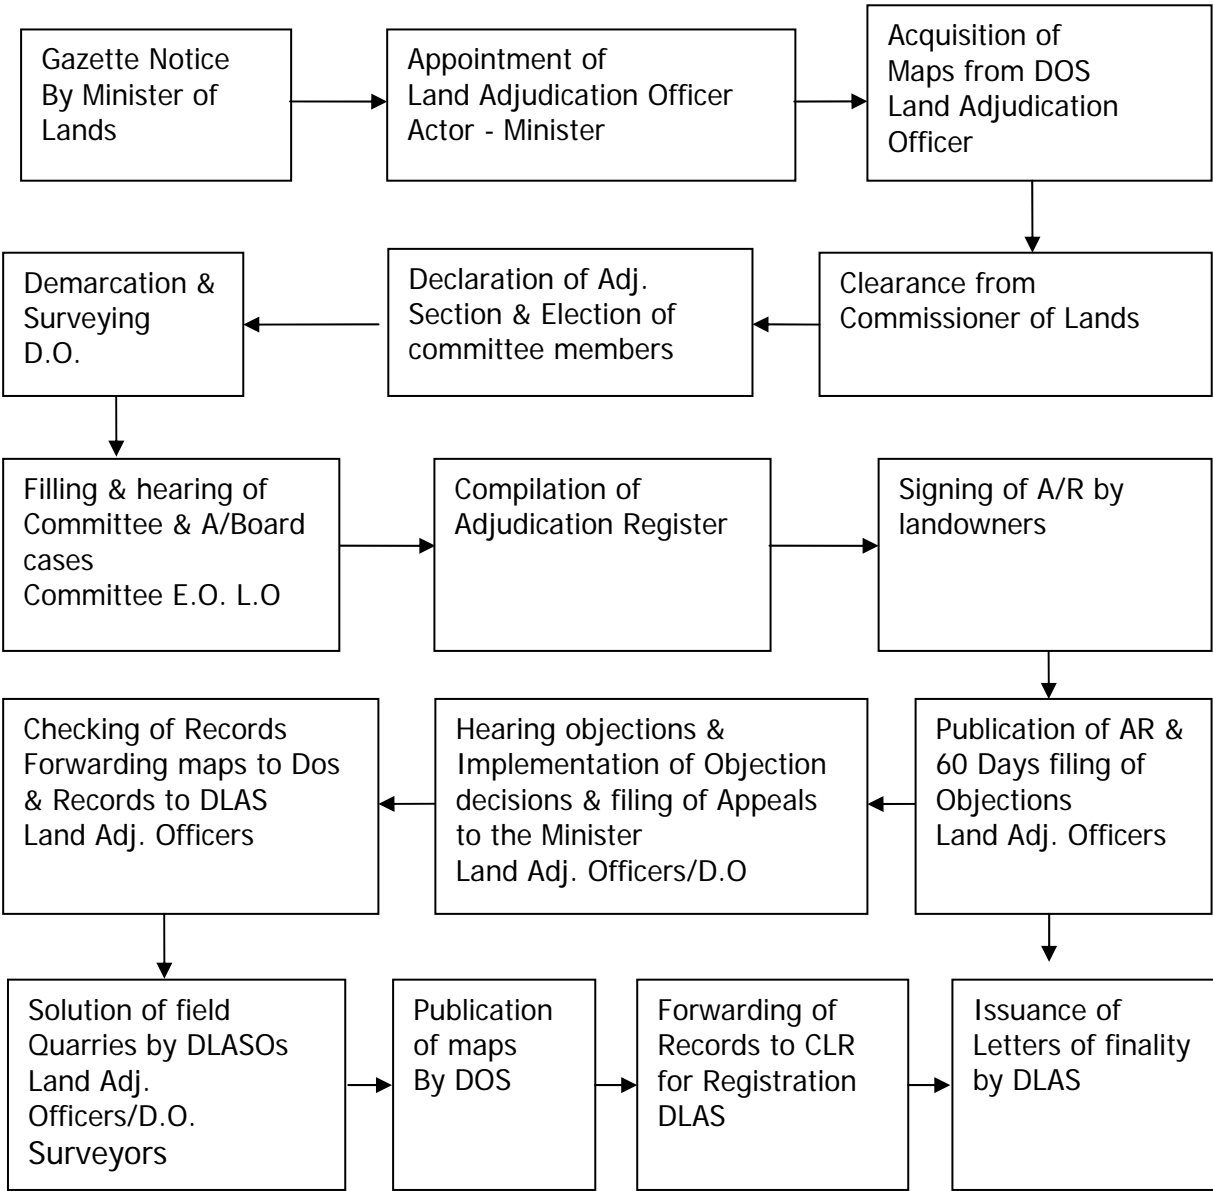 Gazette Notice
By Minister of
Lands
Appointment of
Land Adjudication Officer
Actor - Minister
Acquisition of
Maps from DOS
Land Adjudication
Officer
Clearance from
Commissioner of Lands
Declaration of Adj.
Section & Election of
committee members
Demarcation &
Surveying
D.O.
Filling & hearing of
Committee & A/Board
cases
Committee E.O. L.O
Compilation of
Adjudication Register
Signing of A/R by
landowners
Publication of AR &
60 Days filing of
Objections
Land Adj. Officers
Hearing objections &
Implementation of Objection
decisions & filing of Appeals
to the Minister
Land Adj. Officers/D.O
Checking of Records
Forwarding maps to Dos
& Records to DLAS
Land Adj. Officers
Solution of field
Quarries by DLASOs
Land Adj.
Officers/D.O.
Surveyors
Publication
of maps
By DOS
Forwarding of
Records to CLR
for Registration
DLAS
Issuance of
Letters of finality
by DLAS